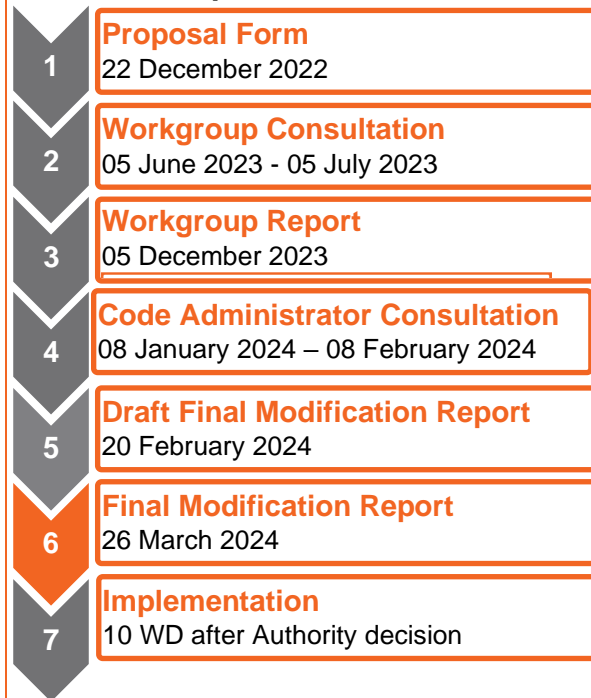 Proposal Form
1
22 December 2022
Workgroup Consultation
2
05 June 2023 - 05 July 2023
Workgroup Report
3
05 December 2023
Code Administrator Consultation
4
08 January 2024 – 08 February 2024
Draft Final Modification Report
5
20 February 2024
Final Modification Report
6
26 March 2024
Implementation
7
10 WD after Authority decision